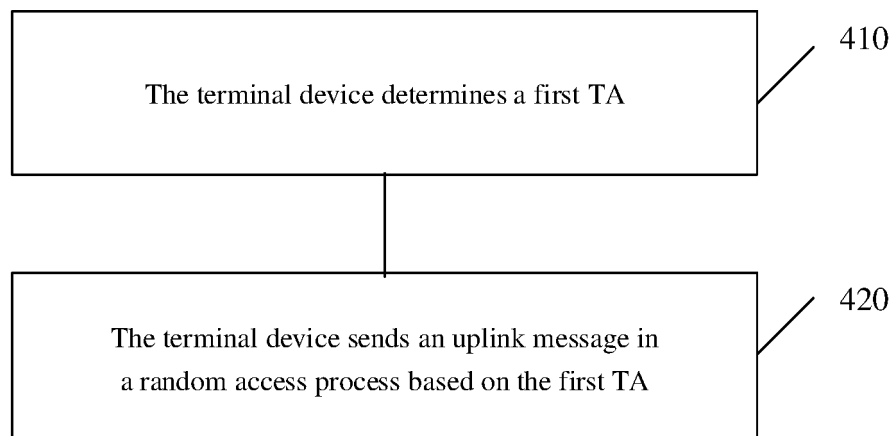 410
The terminal device determines a first TA
420
The terminal device sends an uplink message in
a random access process based on the first TA